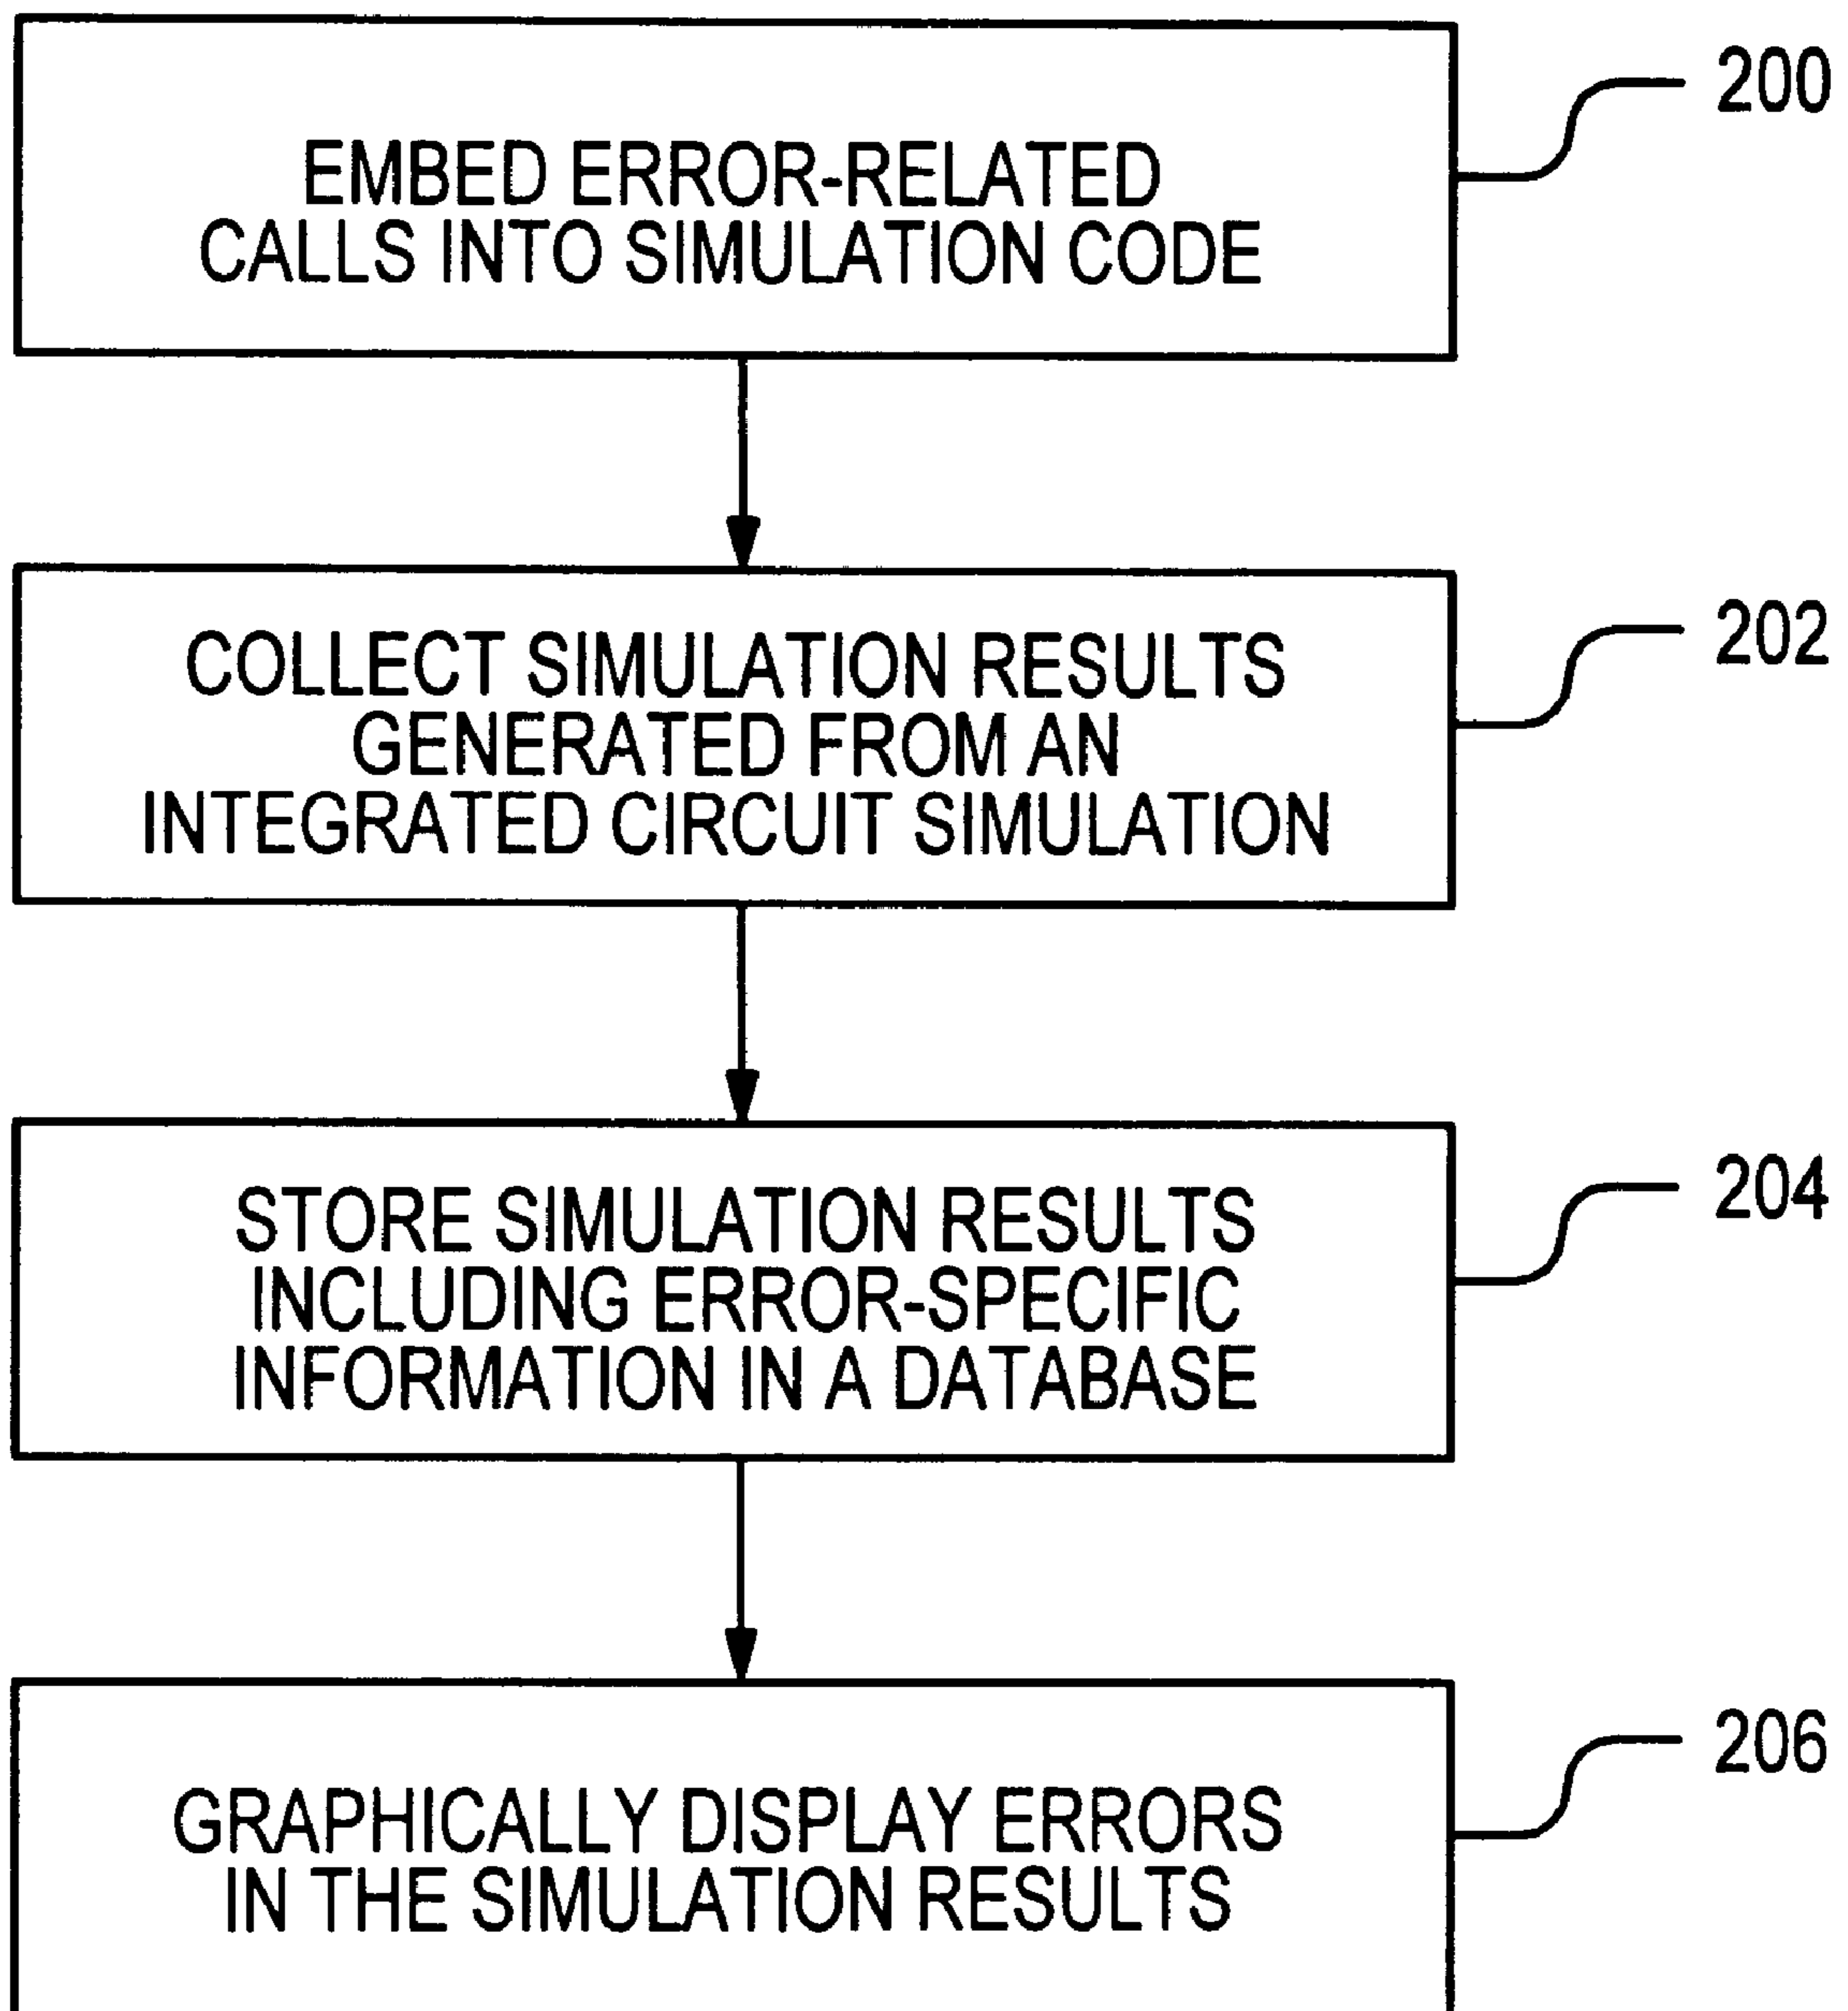 200
EMBED ERROR-RELATED
CALLS INTO SIMULATION CODE
202
COLLECT SIMULATION RESULTS
GENERATED FROM AN
INTEGRATED CIRCUIT SIMULATION
204
STORE SIMULATION RESULTS
INCLUDING ERROR-SPECIFIC
INFORMATION IN A DATABASE
206
GRAPHICALLY DISPLAY ERRORS
IN THE SIMULATION RESULTS